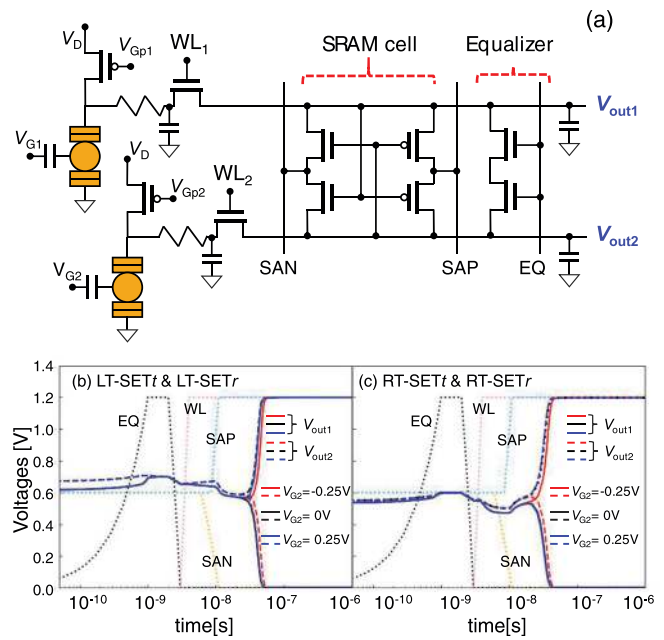 (a)
V_D
V_Gp1
WL_1
SRAM cell
Equalizer
V_out1
V_G1
V_D
V_Gp2
WL_2
V_out2
V_G2
SAN
SAP
EQ
(b) LT-SETt & LT-SETr
(c) RT-SETt & RT-SETr
1.4
1.2
1.0
0.8
0.6
0.4
0.2
0.0
Voltages [V]
EQ
WL
SAP
SAN
V_out1
V_out2
V_G2=-0.25V
V_G2= 0V
V_G2= 0.25V
EQ
WL
SAP
SAN
V_out1
V_out2
V_G2=-0.25V
V_G2= 0V
V_G2= 0.25V
10^-10 10^-9 10^-8 10^-7 10^-10 10^-9 10^-8 10^-7 10^-6
time[s] time[s]